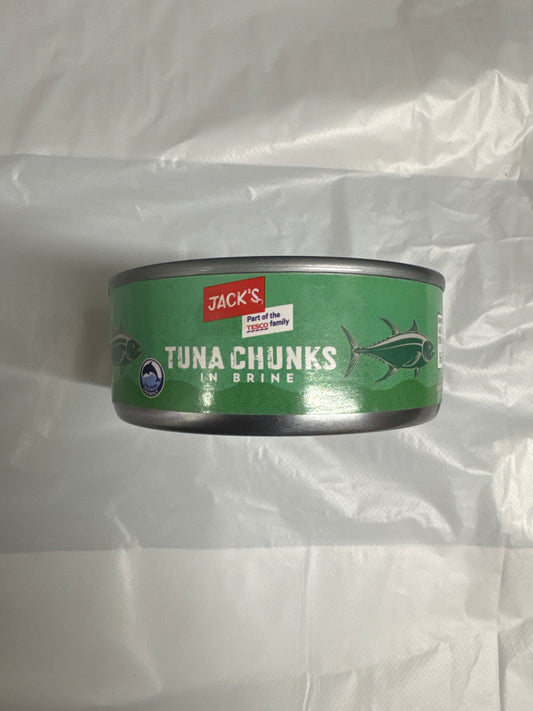 JACK'S
Part of the
TESCO family
TUNA CHUNKS
IN BRINE